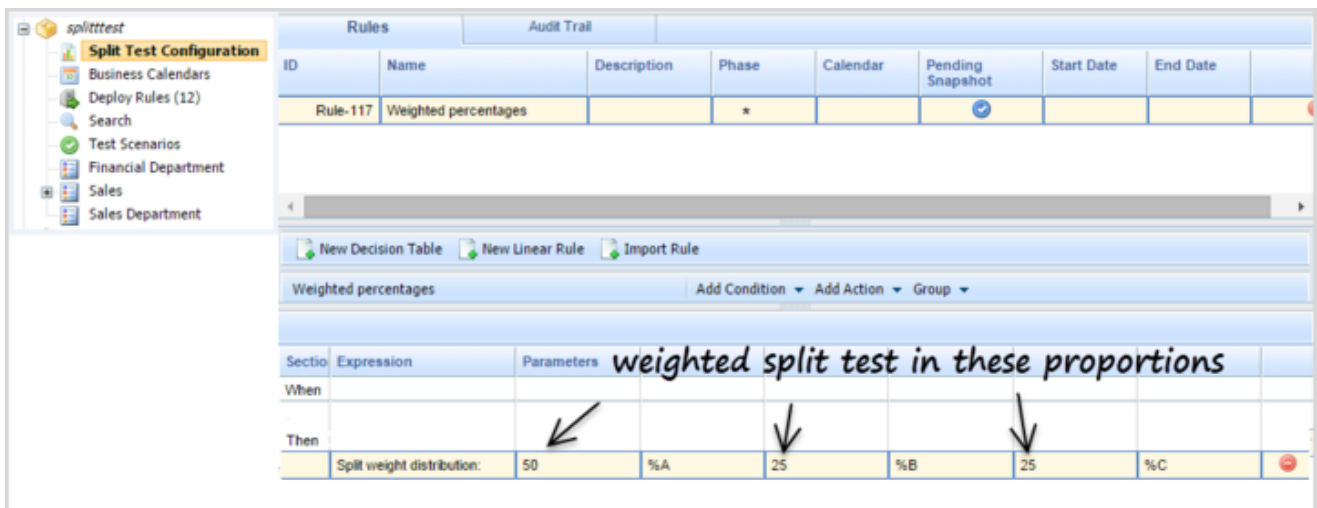 splitttest
Split Test Configuration
Business Calendars
Deploy Rules (12)
Search
Test Scenarios
Financial Department
Sales
Sales Department
Rules Audit Trail
ID Name Description Phase Calendar Pending Snapshot Start Date End Date
Rule-117 Weighted percentages *
New Decision Table New Linear Rule Import Rule
Weighted percentages Add Condition Add Action Group
Sectio Expression Parameters weighted split test in these proportions
When
Then
Split weight distribution: 50 %A 25 %B 25 %C